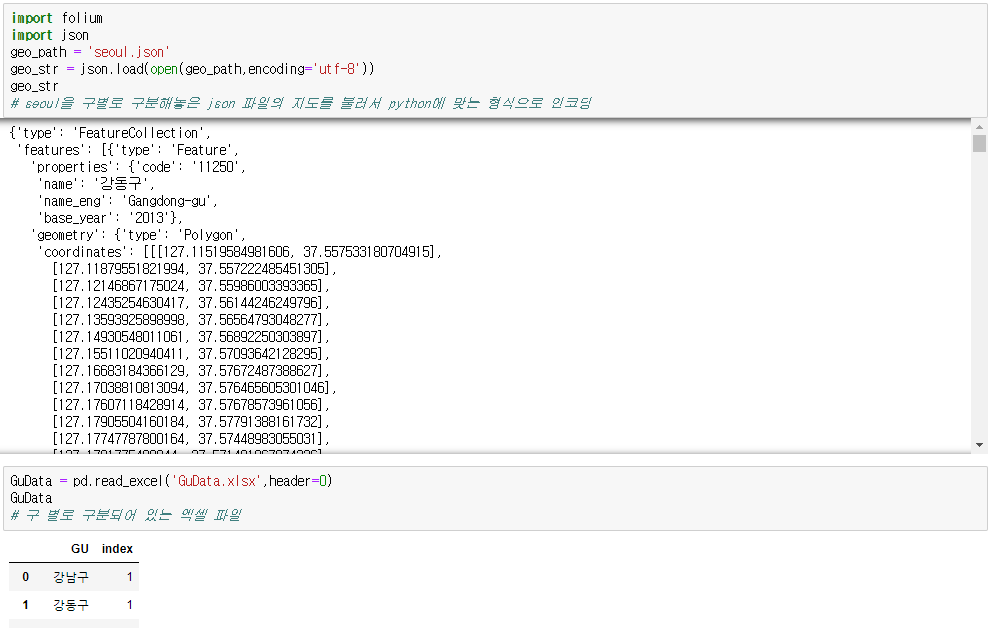 import folium
import json
geo_path = 'seoul.json'
geo_str = json.load(open(geo_path,encoding='utf-8'))
geo_str
# seoul을 구별로 구분해놓은 json 파일의 지도를 불러서 python에 맞는 형식으로 인코딩
{'type': 'FeatureCollection',
'features': [{'type': 'Feature',
'properties': {'code': '11250',
'name': '강동구',
'name_eng': 'Gangdong-gu',
'base_year': '2013'},
'geometry': {'type': 'Polygon',
'coordinates': [[[127.11519584981606, 37.557533180704915],
[127.11879551821994, 37.557222485451305],
[127.12146867175024, 37.55986003393365],
[127.12435254630417, 37.56144246249796],
[127.13593925898998, 37.56564793048277],
[127.14930548011061, 37.56892250303897],
[127.15511020940411, 37.57093642128295],
[127.16683184366129, 37.57672487388627],
[127.17038810813094, 37.576465605301046],
[127.17607118428914, 37.57678573961056],
[127.17905504160184, 37.57791388161732],
[127.17747787800164, 37.57448983055031],
GuData = pd.read_excel('GuData.xlsx',header=0)
GuData
# 구 별로 구분되어 있는 엑셀 파일
GU index
0 강남구 1
1 강동구 1